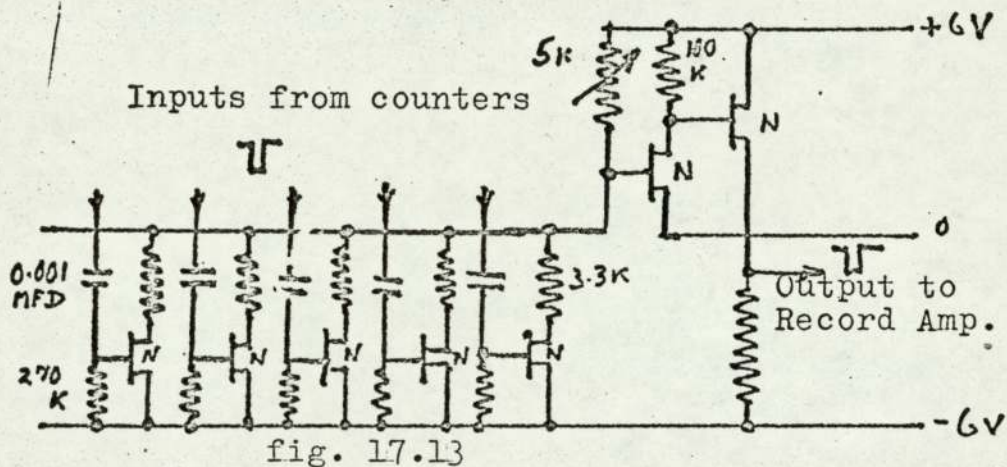 +6V
5K
100
K
Inputs from counters
N
N
0
0.001
MFD
3.3K
Output to
Record Amp.
N
N
N
N
N
270
K
-6V
fig. 17.13